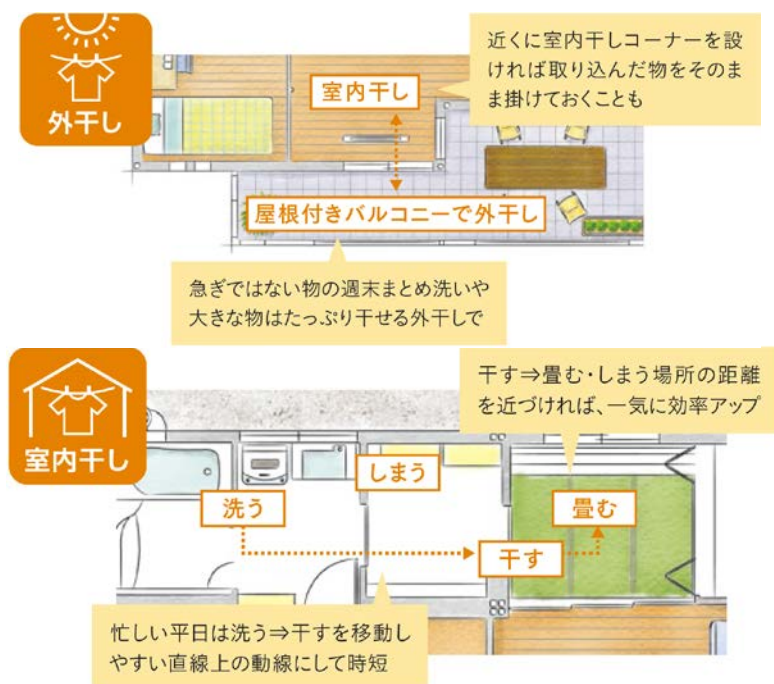 外干し
室内干し
近くに室内干しコーナーを設
ければ取り込んだ物をそのま
ま掛けておくことも
屋根付きバルコニーで外干し
急ぎではない物の週末まとめ洗いや
大きな物はたっぷり干せる外干しで
室内干し
干す⇒畳む・しまう場所の距離
を近づければ、一気に効率アップ
しまう
洗う
畳む
干す
忙しい平日は洗う⇒干すを移動し
やすい直線上の動線にして時短